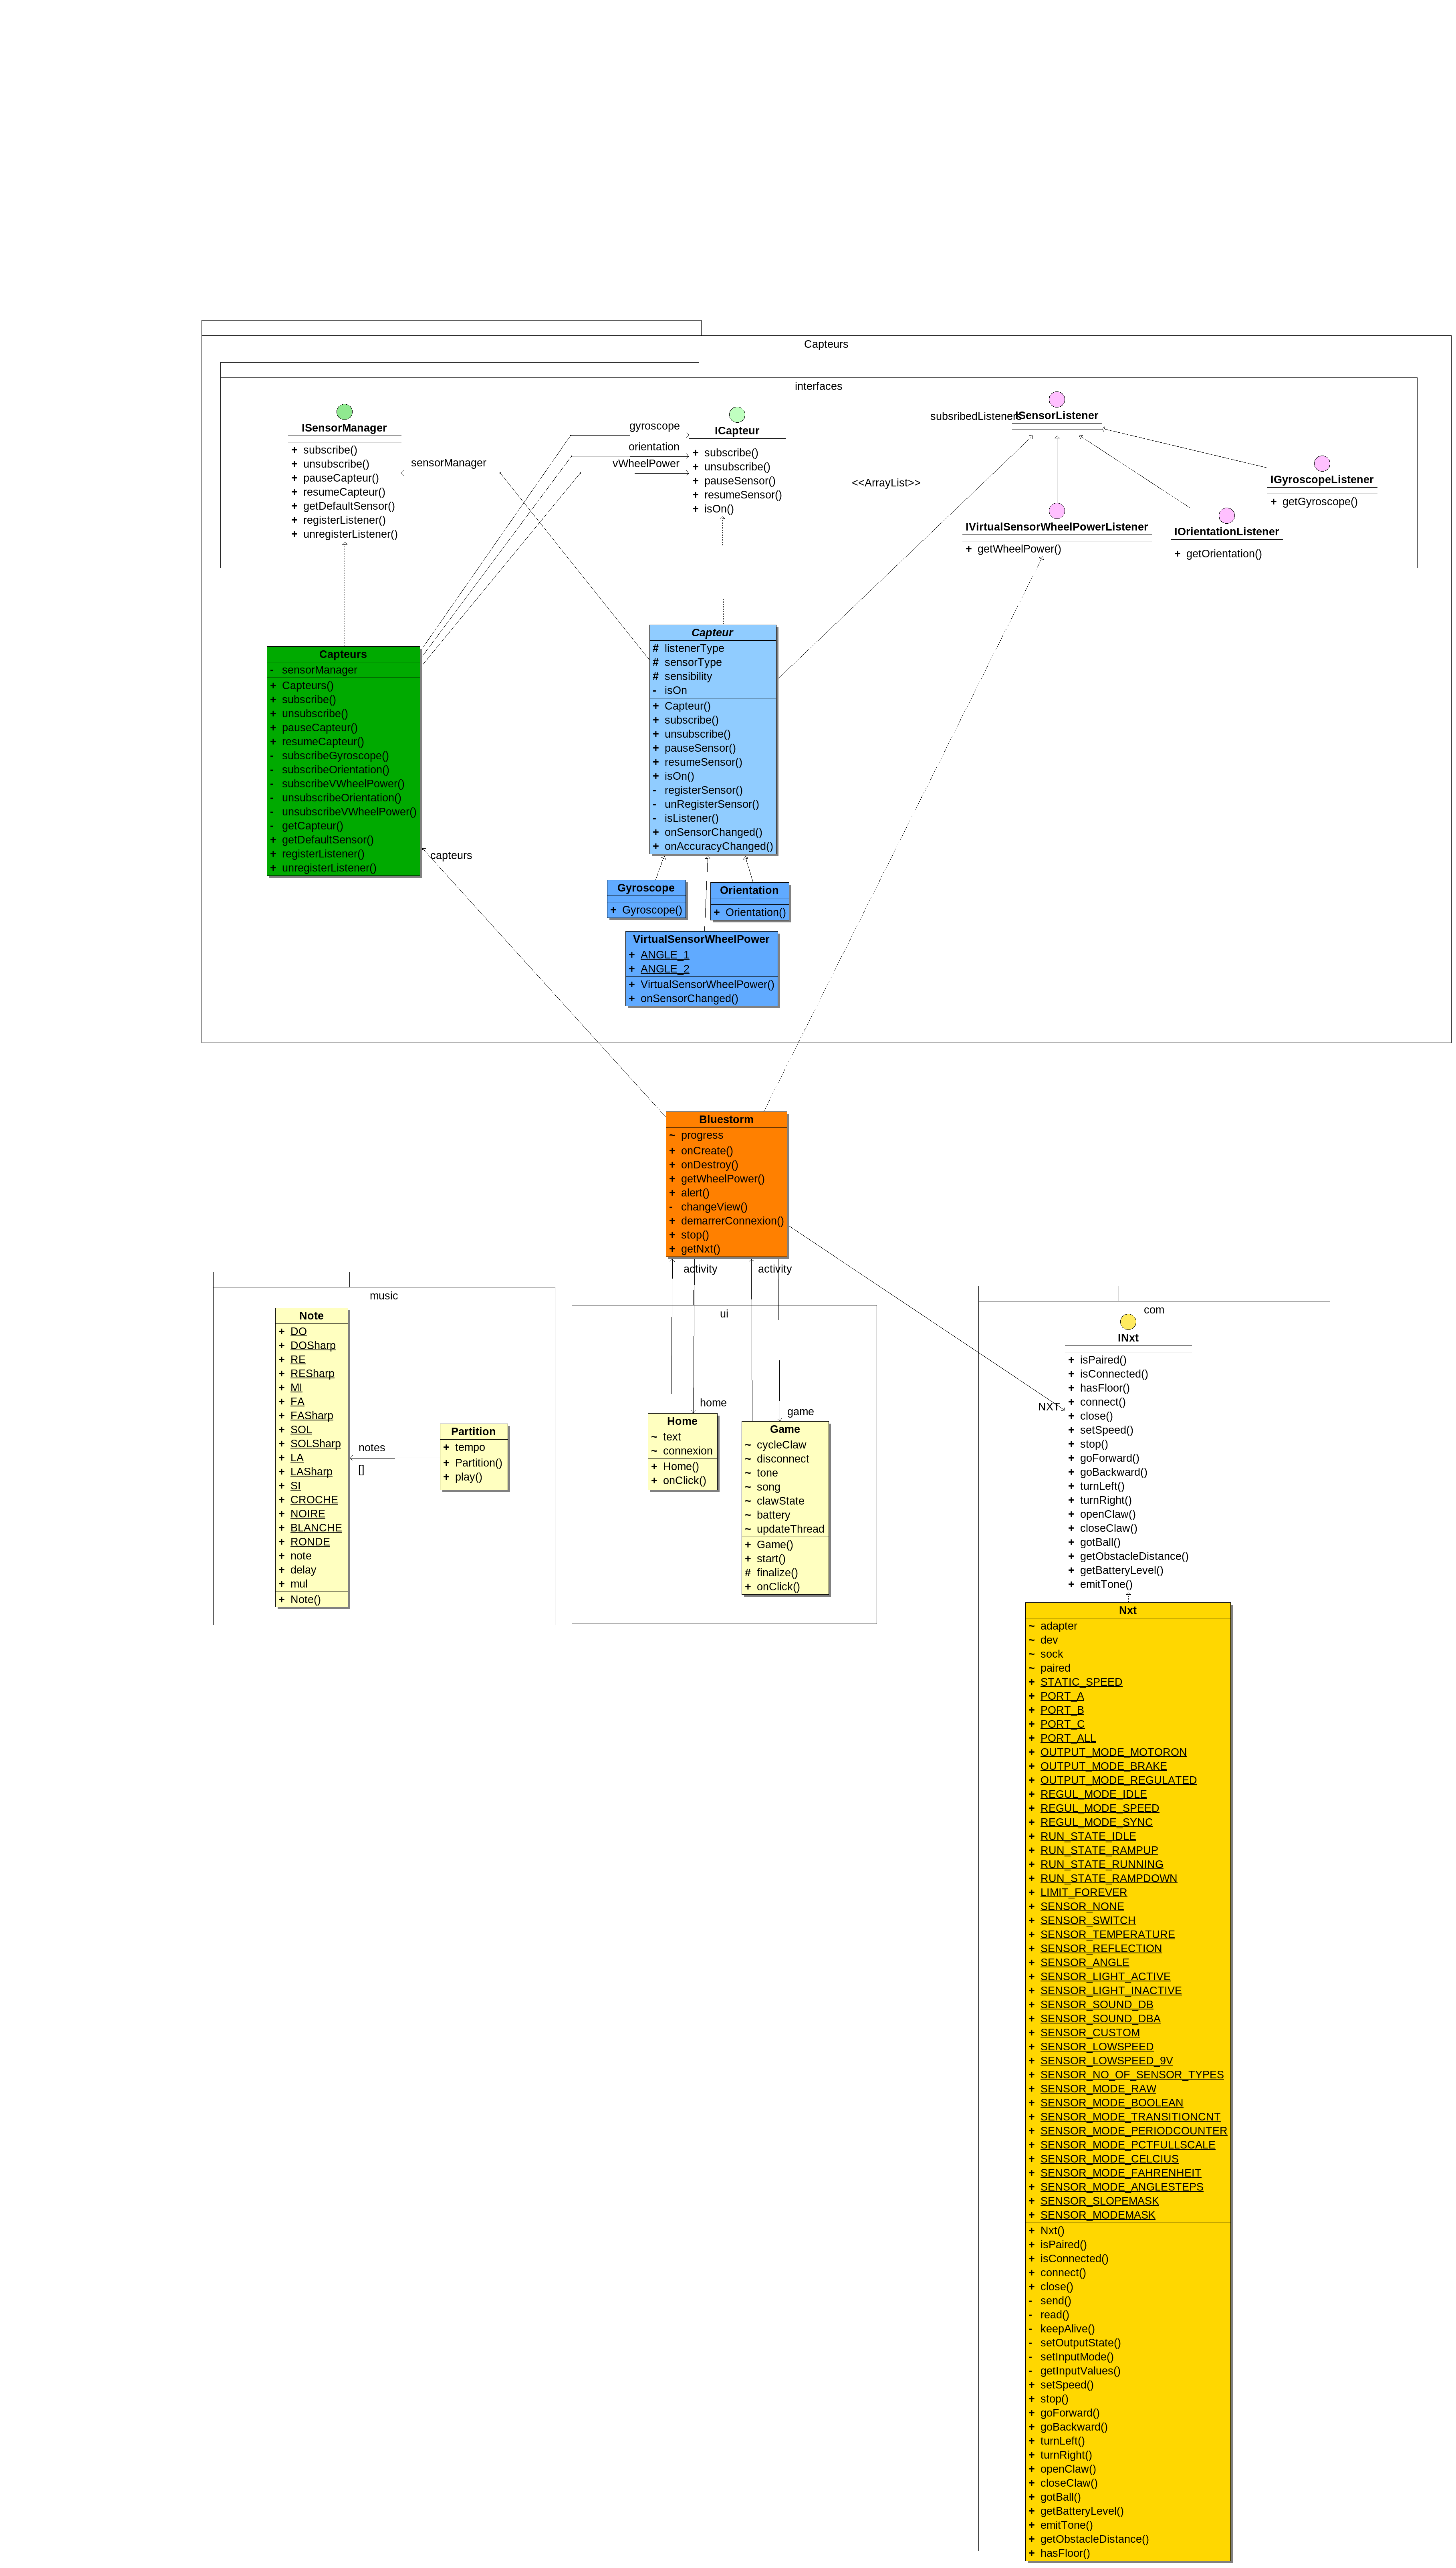 Capteurs
interfaces
ISensorManager
+ subscribe()
+ unsubscribe()
+ pauseCapteur()
+ resumeCapteur()
+ getDefaultSensor()
+ registerListener()
+ unregisterListener()
sensorManager
gyroscope
orientation
vWheelPower
ICapteur
+ subscribe()
+ unsubscribe()
+ pauseSensor()
+ resumeSensor()
+ isOn()
<<ArrayList>>
subsribedListeners
ISensorListener
IVirtualSensorWheelPowerListener
+ getWheelPower()
IOrientationListener
+ getOrientation()
IGyroscopeListener
+ getGyroscope()
Capteurs
- sensorManager
+ Capteurs()
+ subscribe()
+ unsubscribe()
+ pauseCapteur()
+ resumeCapteur()
- subscribeGyroscope()
- subscribeOrientation()
- subscribeVWheelPower()
- unsubscribeOrientation()
- unsubscribeVWheelPower()
- getCapteur()
+ getDefaultSensor()
+ registerListener()
+ unregisterListener()
capteurs
Capteur
# listenerType
# sensorType
# sensibility
- isOn
+ Capteur()
+ subscribe()
+ unsubscribe()
+ pauseSensor()
+ resumeSensor()
+ isOn()
- registerSensor()
- unRegisterSensor()
- isListener()
+ onSensorChanged()
+ onAccuracyChanged()
Gyroscope
+ Gyroscope()
Orientation
+ Orientation()
VirtualSensorWheelPower
+ ANGLE_1
+ ANGLE_2
+ VirtualSensorWheelPower()
+ onSensorChanged()
Bluestorm
~ progress
+ onCreate()
+ onDestroy()
+ getWheelPower()
+ alert()
- changeView()
+ demarrerConnexion()
+ stop()
+ getNxt()
activity
activity
music
Note
+ DO
+ DOSharp
+ RE
+ RESharp
+ MI
+ FA
+ FASharp
+ SOL
+ SOLSharp
+ LA
+ LASharp
+ SI
+ CROCHE
+ NOIRE
+ BLANCHE
+ RONDE
+ note
+ delay
+ mul
+ Note()
notes
[]
Partition
+ tempo
+ Partition()
+ play()
ui
home
Home
~ text
~ connexion
+ Home()
+ onClick()
game
Game
~ cycleClaw
~ disconnect
~ tone
~ song
~ clawState
~ battery
~ updateThread
+ Game()
+ start()
# finalize()
+ onClick()
com
NXT
INxt
+ isPaired()
+ isConnected()
+ hasFloor()
+ connect()
+ close()
+ setSpeed()
+ stop()
+ goForward()
+ goBackward()
+ turnLeft()
+ turnRight()
+ openClaw()
+ closeClaw()
+ gotBall()
+ getObstacleDistance()
+ getBatteryLevel()
+ emitTone()
Nxt
~ adapter
~ dev
~ sock
~ paired
+ STATIC_SPEED
+ PORT_A
+ PORT_B
+ PORT_C
+ PORT_ALL
+ OUTPUT_MODE_MOTORON
+ OUTPUT_MODE_BRAKE
+ OUTPUT_MODE_REGULATED
+ REGUL_MODE_IDLE
+ REGUL_MODE_SPEED
+ REGUL_MODE_SYNC
+ RUN_STATE_IDLE
+ RUN_STATE_RAMPUP
+ RUN_STATE_RUNNING
+ RUN_STATE_RAMPDOWN
+ LIMIT_FOREVER
+ SENSOR_NONE
+ SENSOR_SWITCH
+ SENSOR_TEMPERATURE
+ SENSOR_REFLECTION
+ SENSOR_ANGLE
+ SENSOR_LIGHT_ACTIVE
+ SENSOR_LIGHT_INACTIVE
+ SENSOR_SOUND_DB
+ SENSOR_SOUND_DBA
+ SENSOR_CUSTOM
+ SENSOR_LOWSPEED
+ SENSOR_LOWSPEED_9V
+ SENSOR_NO_OF_SENSOR_TYPES
+ SENSOR_MODE_RAW
+ SENSOR_MODE_BOOLEAN
+ SENSOR_MODE_TRANSITIONCNT
+ SENSOR_MODE_PERIODCOUNTER
+ SENSOR_MODE_PCTFULLSCALE
+ SENSOR_MODE_CELCIUS
+ SENSOR_MODE_FAHRENHEIT
+ SENSOR_MODE_ANGLESTEPS
+ SENSOR_SLOPEMASK
+ SENSOR_MODEMASK
+ Nxt()
+ isPaired()
+ isConnected()
+ connect()
+ close()
- send()
- read()
- keepAlive()
- setOutputState()
- setInputMode()
- getInputValues()
+ setSpeed()
+ stop()
+ goForward()
+ goBackward()
+ turnLeft()
+ turnRight()
+ openClaw()
+ closeClaw()
+ gotBall()
+ getBatteryLevel()
+ emitTone()
+ getObstacleDistance()
+ hasFloor()